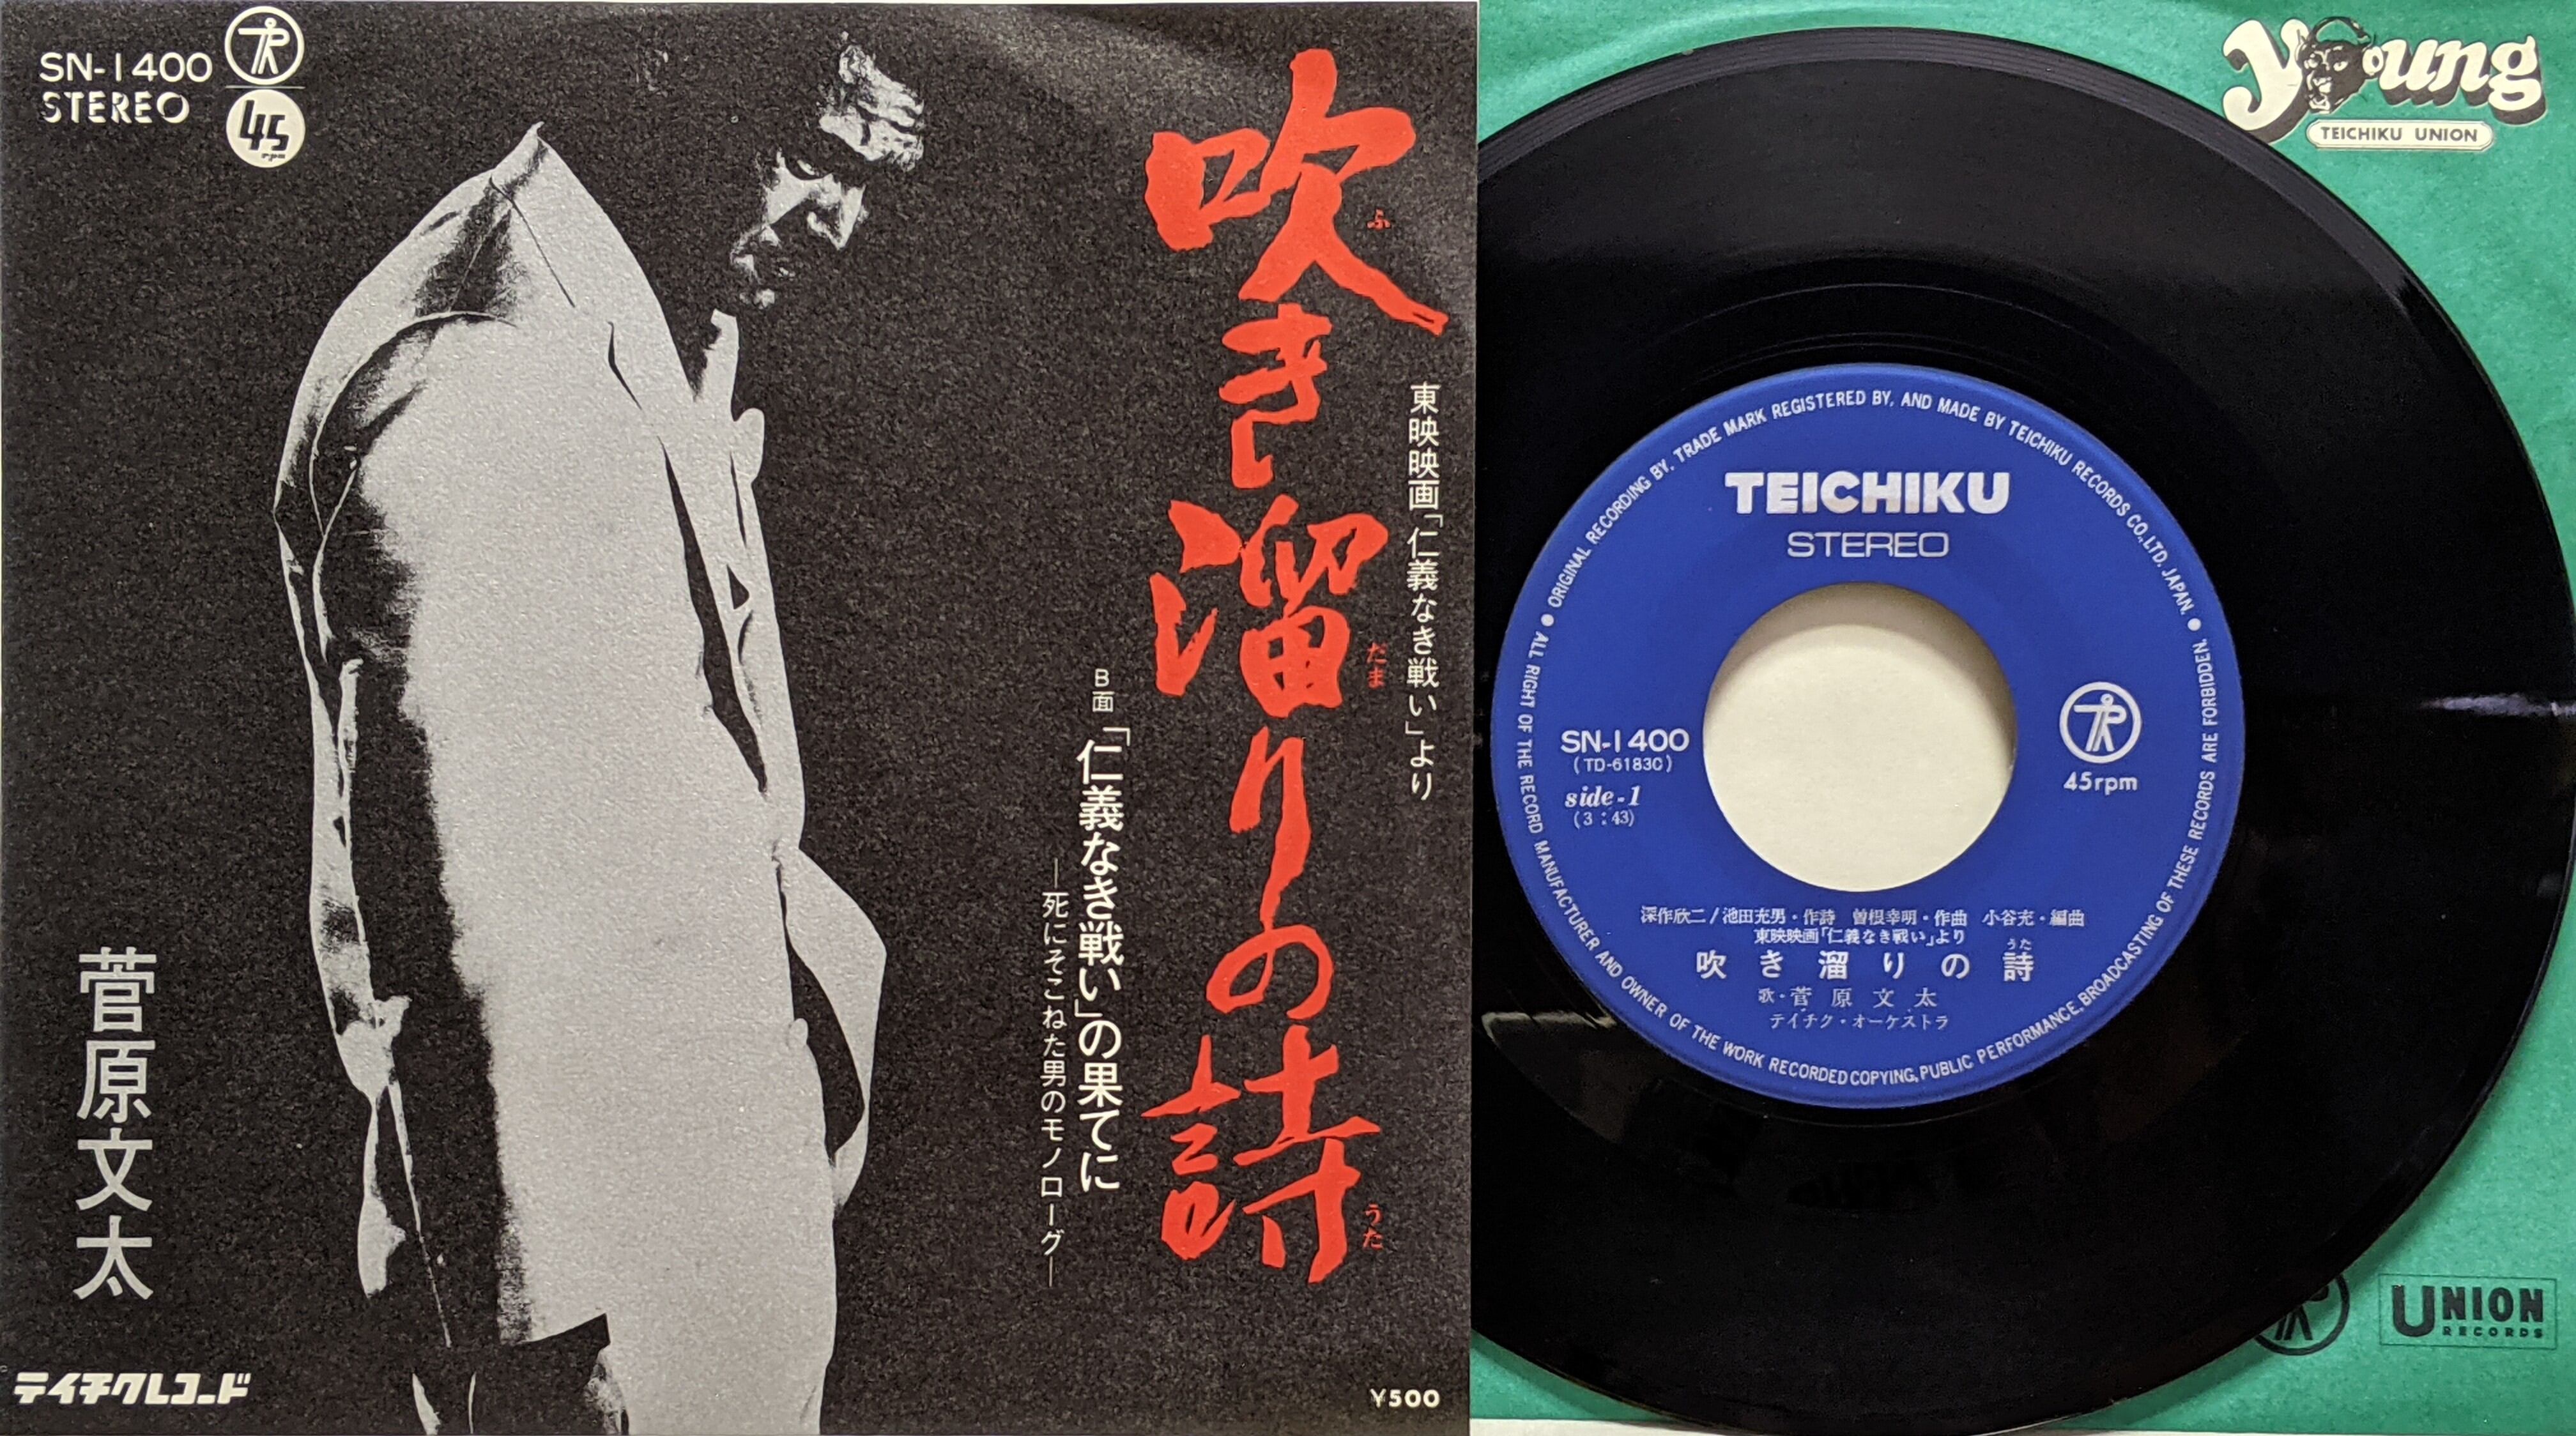 SN-1400
STEREO
45
rpm
吹き溜りの詩
ふ
だま
うた
東映映画「仁義なき戦い」より
B面「仁義なき戦い」の果てに
―死にそこねた男のモノローグ―
菅原文太
テイチクレコード
¥500
Young
TEICHIKU UNION
ORIGINAL RECORDING BY, TRADE MARK REGISTERED BY, AND MADE BY TEICHIKU RECORDS CO., LTD. JAPAN. ●
● ALL RIGHT OF THE RECORD MANUFACTURER AND OWNER OF THE WORK RECORDED COPYING, PUBLIC PERFORMANCE, BROADCASTING OF THESE RECORDS ARE FORBIDDEN.
TEICHIKU
STEREO
SN-1400
(TD-6183C)
side-1
(3:43)
45rpm
深作欣二/池田充男・作詩 曽根幸明・作曲 小谷充・編曲
東映映画「仁義なき戦い」より
うた
吹き溜りの詩
歌・菅原文太
テイチク・オーケストラ
UNION
RECORDS